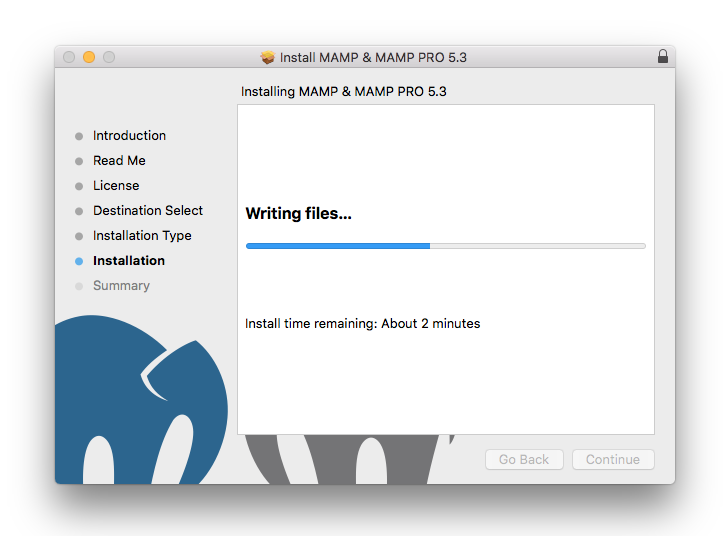 Install MAMP & MAMP PRO 5.3
Installing MAMP & MAMP PRO 5.3
Introduction
Read Me
License
Destination Select
Installation Type
Installation
Summary
Writing files...
Install time remaining: About 2 minutes
Go Back
Continue